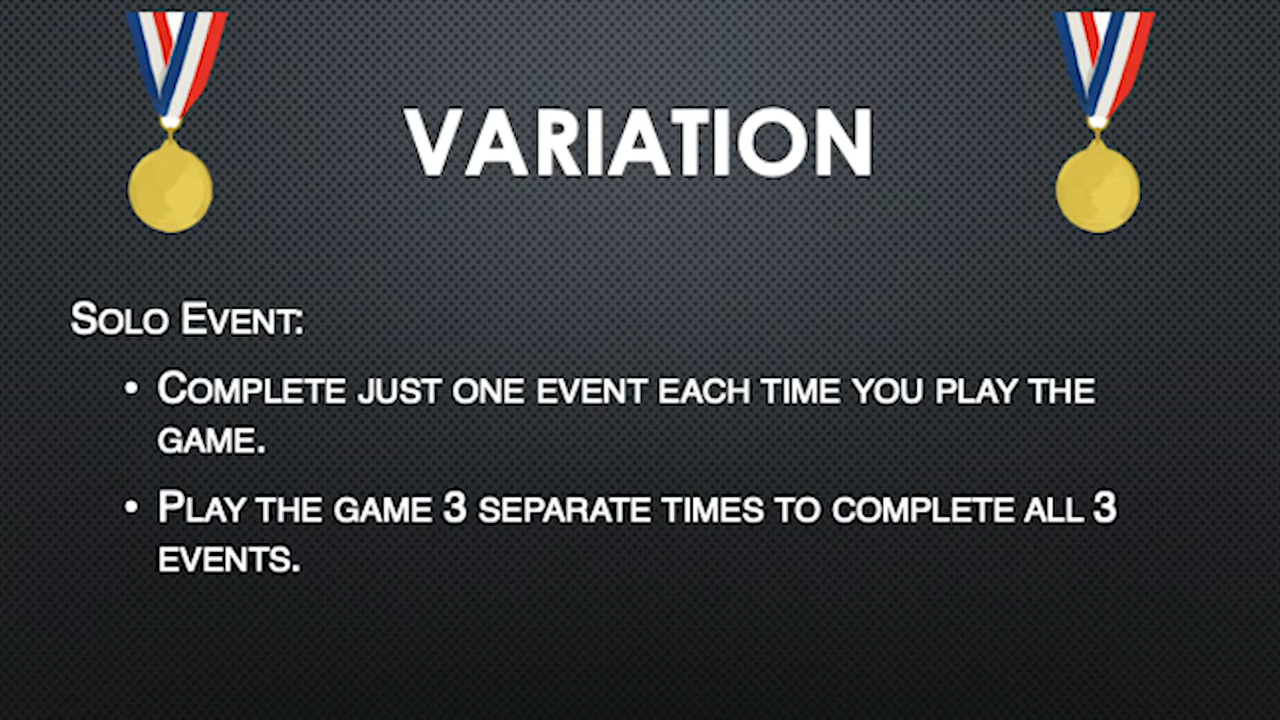 VARIATION
Solo Event:
• Complete just one event each time you play the
game.
• Play the game 3 separate times to complete all 3
events.